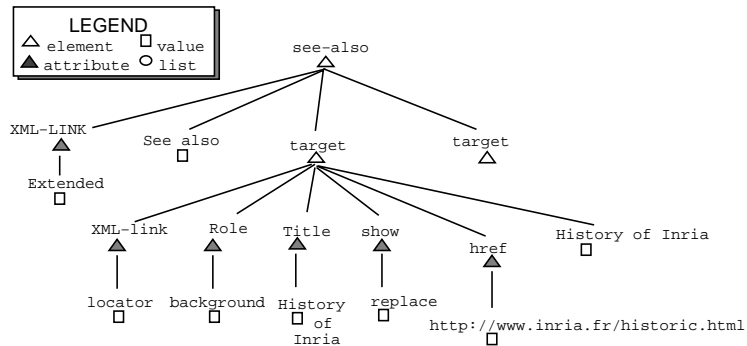 LEGEND
element value
attribute list
see-also
XML-LINK
See also
target
target
Extended
XML-link
Role
Title
show
href
History of Inria
locator
background
History
of
Inria
replace
http://www.inria.fr/historic.html